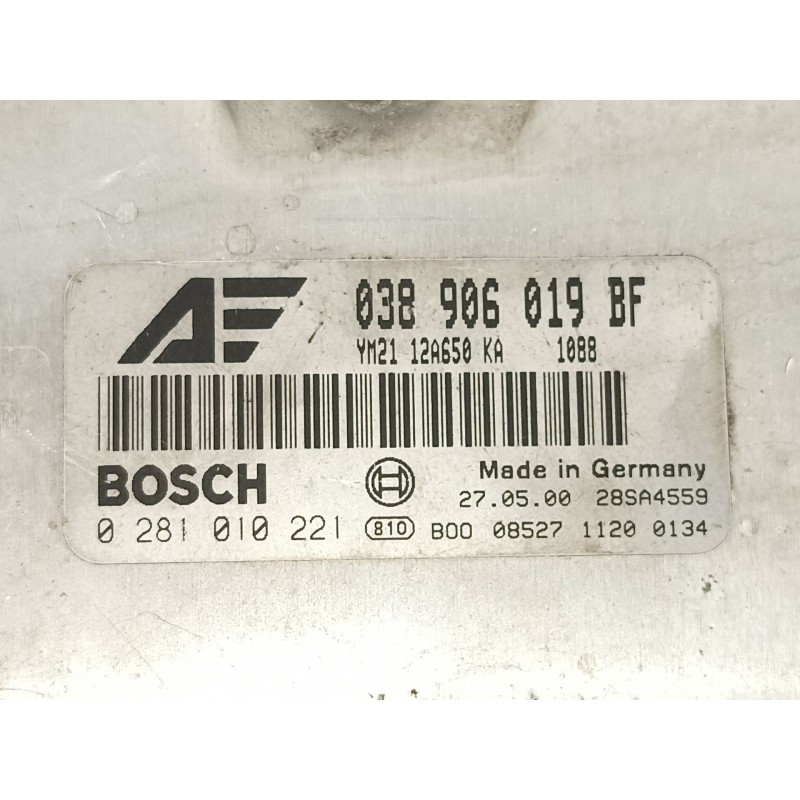 AF 038 906 019 BF
YM21 12A650 KA 1088
BOSCH Made in Germany
27.05.00 28SA4559
0 281 010 221 810 B00 08527 1120 0134